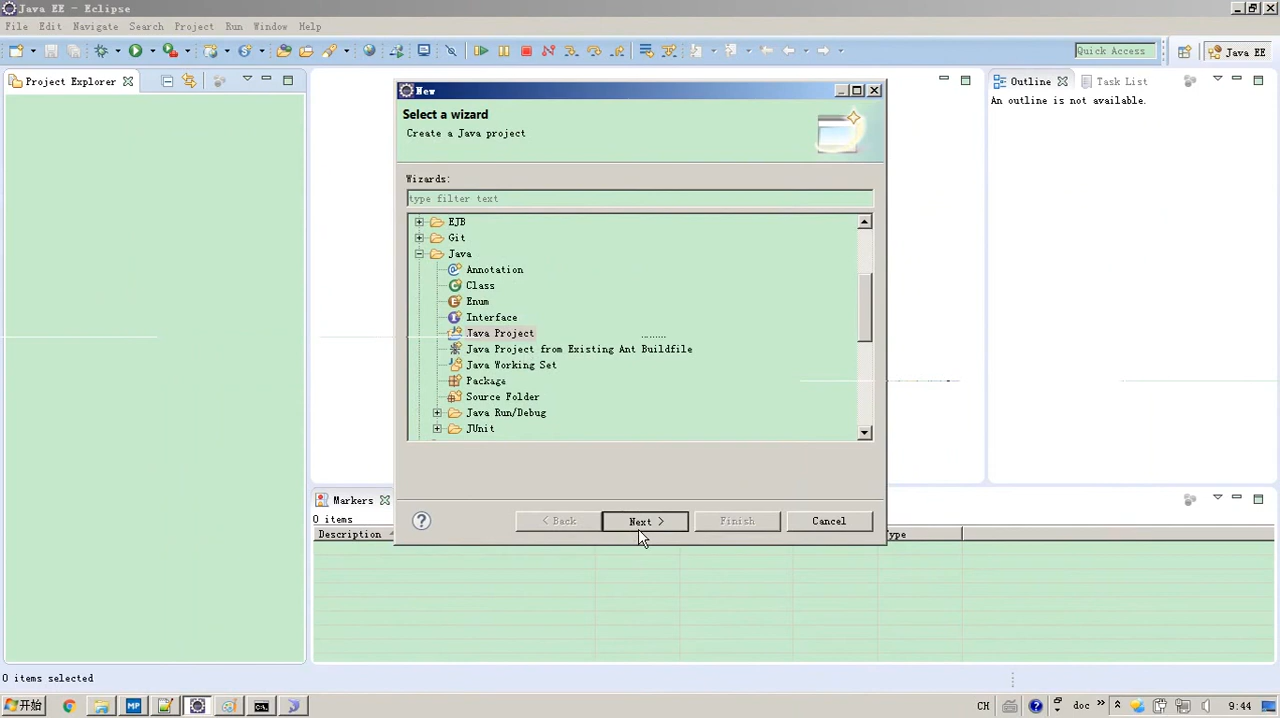 Java EE - Eclipse
File Edit Navigate Search Project Run Window Help
Quick Access
Java EE
Project Explorer
New
Select a wizard
Create a Java project
Wizards:
type filter text
EJB
Git
Java
Annotation
Class
Enum
Interface
Java Project
Java Project from Existing Ant Buildfile
Java Working Set
Package
Source Folder
Java Run/Debug
JUnit
< Back
Next >
Finish
Cancel
Outline
Task List
An outline is not available.
Markers
0 items
Description
ype
0 items selected
开始
MP
CH
doc
9:44